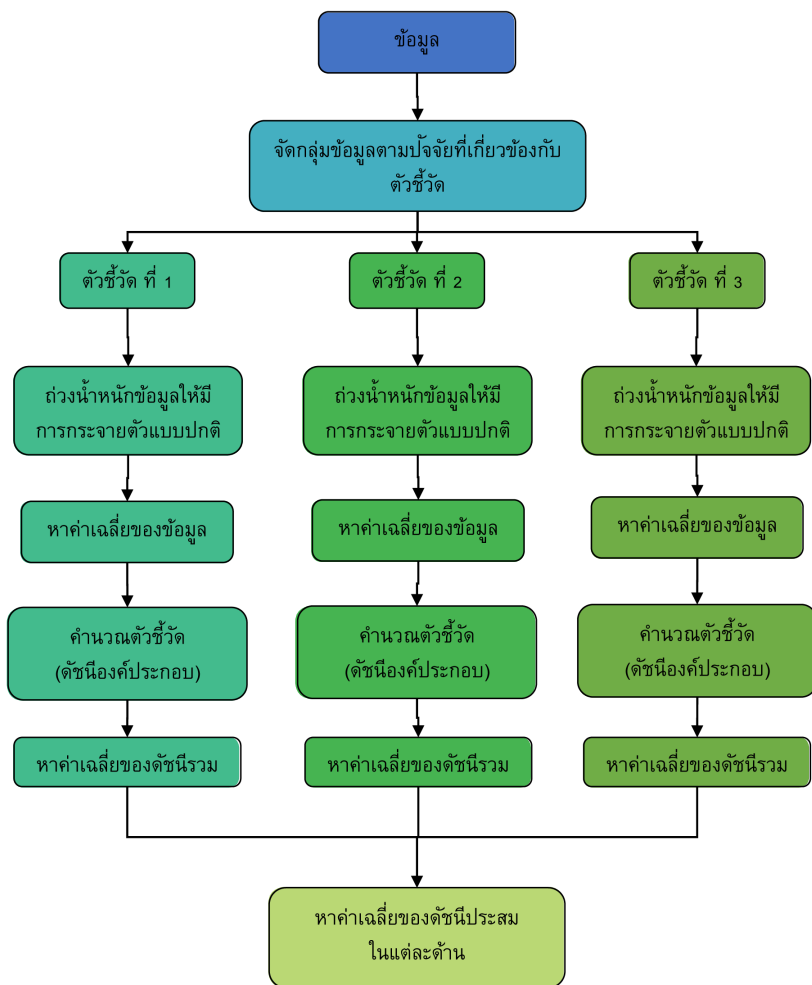 ข้อมูล
จัดกลุ่มข้อมูลตามปัจจัยที่เกี่ยวข้องกับ
ตัวชี้วัด
ตัวชี้วัด ที่ 1
ตัวชี้วัด ที่ 2
ตัวชี้วัด ที่ 3
ถ่วงน้ำหนักข้อมูลให้มี
การกระจายตัวแบบปกติ
ถ่วงน้ำหนักข้อมูลให้มี
การกระจายตัวแบบปกติ
ถ่วงน้ำหนักข้อมูลให้มี
การกระจายตัวแบบปกติ
หาค่าเฉลี่ยของข้อมูล
หาค่าเฉลี่ยของข้อมูล
หาค่าเฉลี่ยของข้อมูล
คำนวณตัวชี้วัด
(ดัชนีองค์ประกอบ)
คำนวณตัวชี้วัด
(ดัชนีองค์ประกอบ)
คำนวณตัวชี้วัด
(ดัชนีองค์ประกอบ)
หาค่าเฉลี่ยของดัชนีรวม
หาค่าเฉลี่ยของดัชนีรวม
หาค่าเฉลี่ยของดัชนีรวม
หาค่าเฉลี่ยของดัชนีประสม
ในแต่ละด้าน